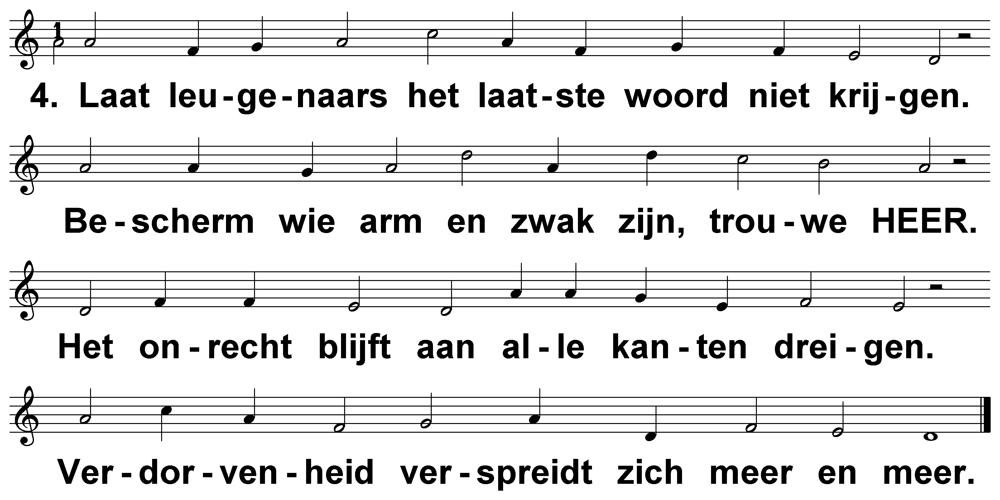 1
4. Laat leu-ge-naars het laat-ste woord niet krij-gen.
Be-scherm wie arm en zwak zijn, trou-we HEER.
Het on-recht blijft aan al-le kan-ten drei-gen.
Ver-dor-ven-heid ver-spreidt zich meer en meer.